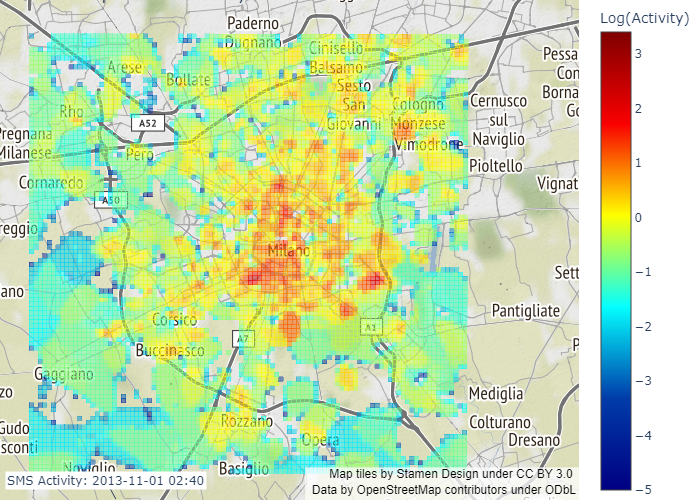 Log(Activity)
Paderno
Dugnano
Cinisello
Balsamo
Arese
Bollate
Sesto
San
Giovanni
Cologno
Monzese
Rho
A52
Pero
Vimodrone
Cernusco
sul
Naviglio
Pioltello
Pessa
Con
Borna
Go
Pregnana
Milanese
Cornaredo
A50
Vignat
reggio
Milano
Sett
ano
Pantigliate
Corsico
A7
A1
Buccinasco
P
Gaggiano
zo
Mediglia
Gudo
sconti
Rozzano
Opera
Colturano
Dresano
Noviglio
Basiglio
3
2
1
0
−1
−2
−3
−4
−5
SMS Activity: 2013-11-01 02:40
Map tiles by Stamen Design under CC BY 3.0
Data by OpenStreetMap contributors under ODbL